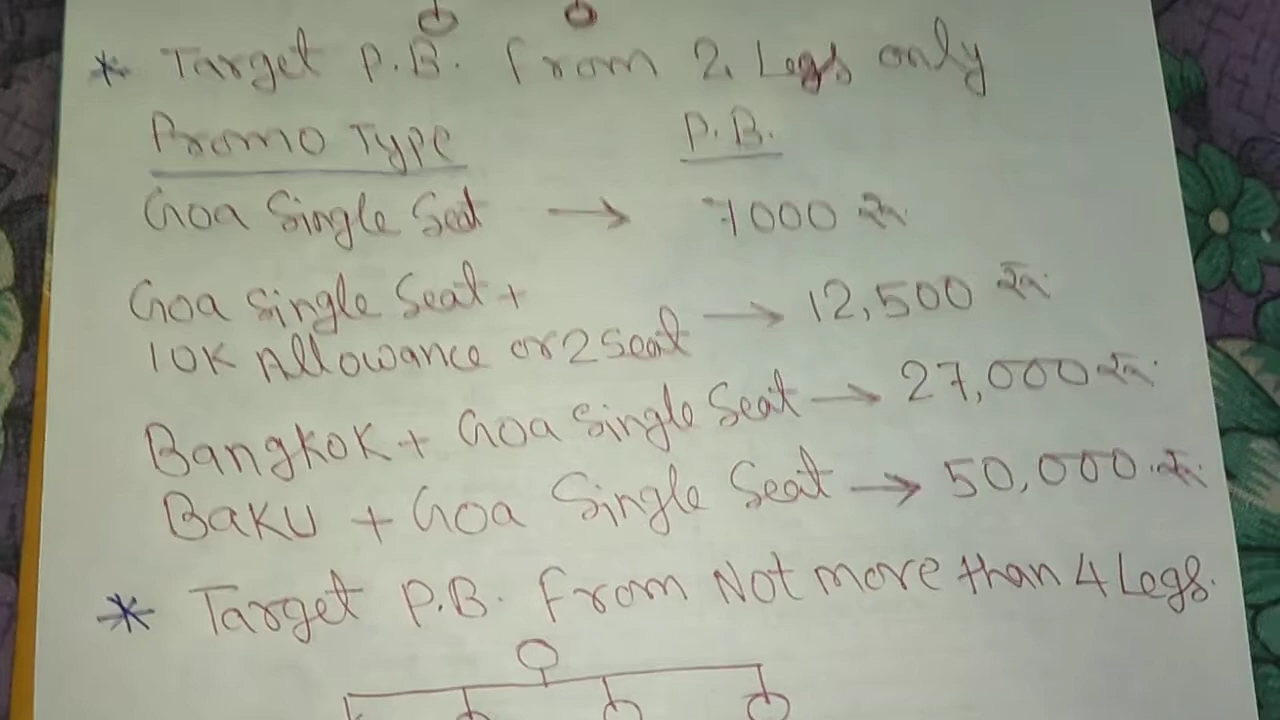 * Target P.B. from 2 Legs only
Promo Type P.B.
Goa Single Seat → 7000 रू.
Goa Single Seat +
10K Allowance or 2 Seat → 12,500 रू.
Bangkok + Goa Single Seat → 27,000 रू.
Baku + Goa Single Seat → 50,000 रू.
* Target P.B. from Not more than 4 Legs.